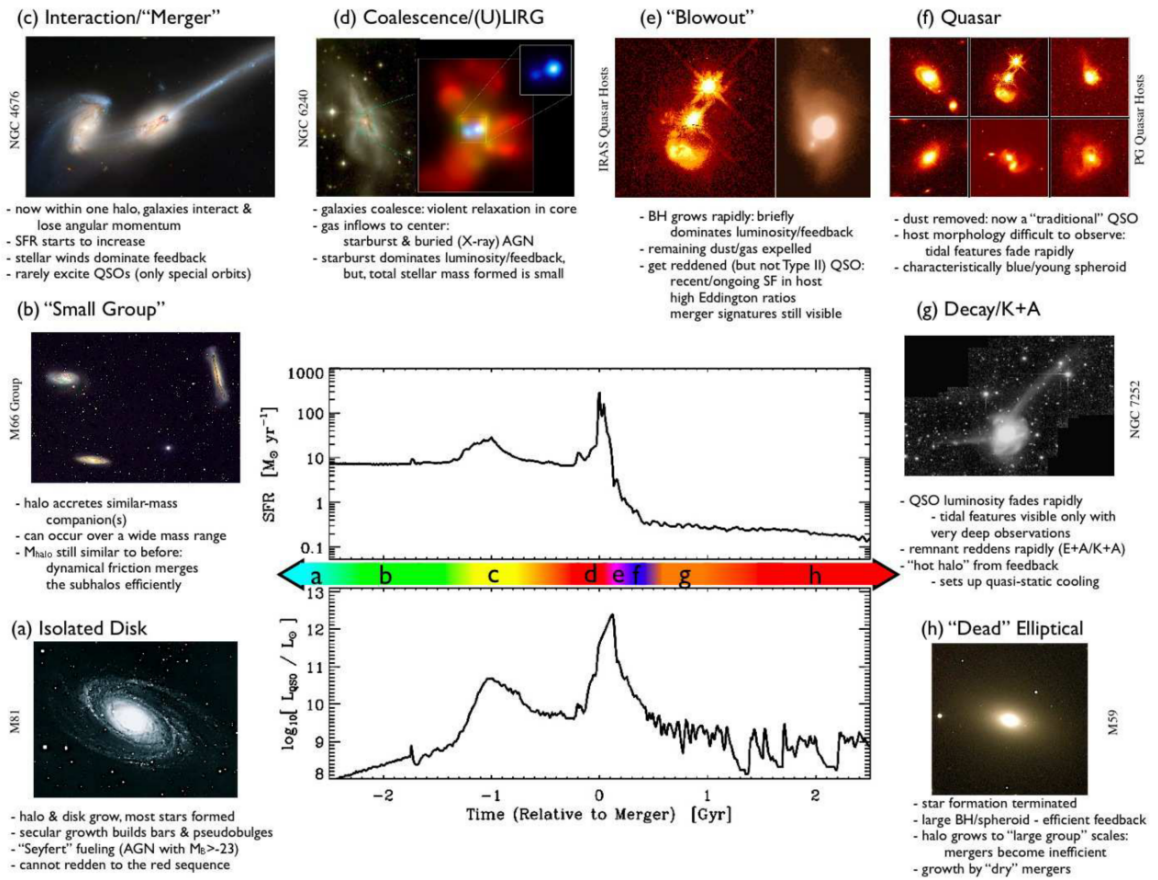 (c) Interaction/“Merger”
NGC 4676
- now within one halo, galaxies interact &
lose angular momentum
- SFR starts to increase
- stellar winds dominate feedback
- rarely excite QSOs (only special orbits)
(d) Coalescence/(U)LIRG
NGC 6240
- galaxies coalesce: violent relaxation in core
- gas inflows to center:
starburst & buried (X-ray) AGN
- starburst dominates luminosity/feedback,
but, total stellar mass formed is small
(e) “Blowout”
IRAS Quasar Hosts
- BH grows rapidly: briefly
dominates luminosity/feedback
- remaining dust/gas expelled
- get reddened (but not Type II) QSO:
recent/ongoing SF in host
high Eddington ratios
merger signatures still visible
(f) Quasar
PG Quasar Hosts
- dust removed: now a “traditional” QSO
- host morphology difficult to observe:
tidal features fade rapidly
- characteristically blue/young spheroid
(b) “Small Group”
M66 Group
- halo accretes similar-mass
companion(s)
- can occur over a wide mass range
- Mhalo still similar to before:
dynamical friction merges
the subhalos efficiently
(g) Decay/K+A
NGC 7252
- QSO luminosity fades rapidly
- tidal features visible only with
very deep observations
- remnant reddens rapidly (E+A/K+A)
- “hot halo” from feedback
- sets up quasi-static cooling
(a) Isolated Disk
M81
- halo & disk grow, most stars formed
- secular growth builds bars & pseudobulges
- “Seyfert” fueling (AGN with MB>-23)
- cannot redden to the red sequence
(h) “Dead” Elliptical
M59
- star formation terminated
- large BH/spheroid - efficient feedback
- halo grows to “large group” scales:
mergers become inefficient
- growth by “dry” mergers
SFR [M⊙ yr⁻¹]
1000
100
10
1
0.1
a b c d e f g h
log10[ LQSO / L⊙ ]
13
12
11
10
9
8
-2 -1 0 1 2
Time (Relative to Merger) [Gyr]